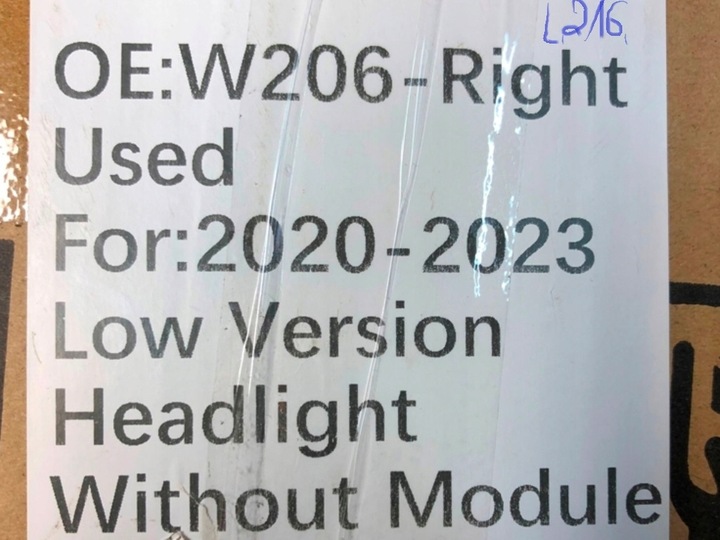 L216
OE:W206-Right
Used
For:2020-2023
Low Version
Headlight
Without Module